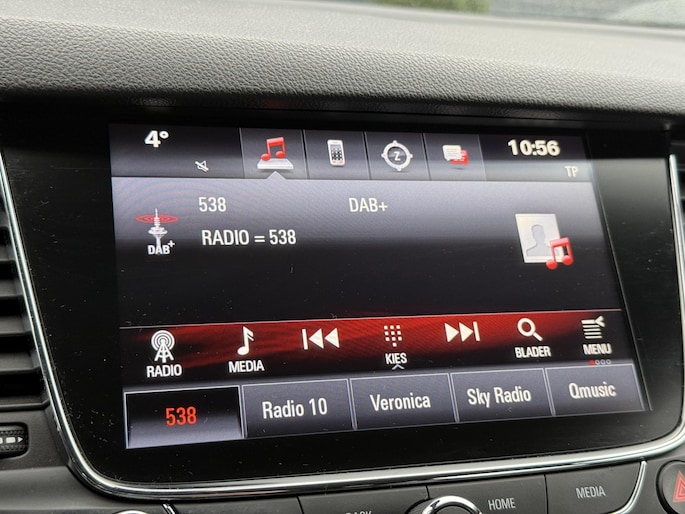 4°
10:56
TP
538 DAB+
DAB+
RADIO = 538
RADIO
MEDIA
KIES
BLADER
MENU
538
Radio 10
Veronica
Sky Radio
Qmusic
BACK
HOME
MEDIA